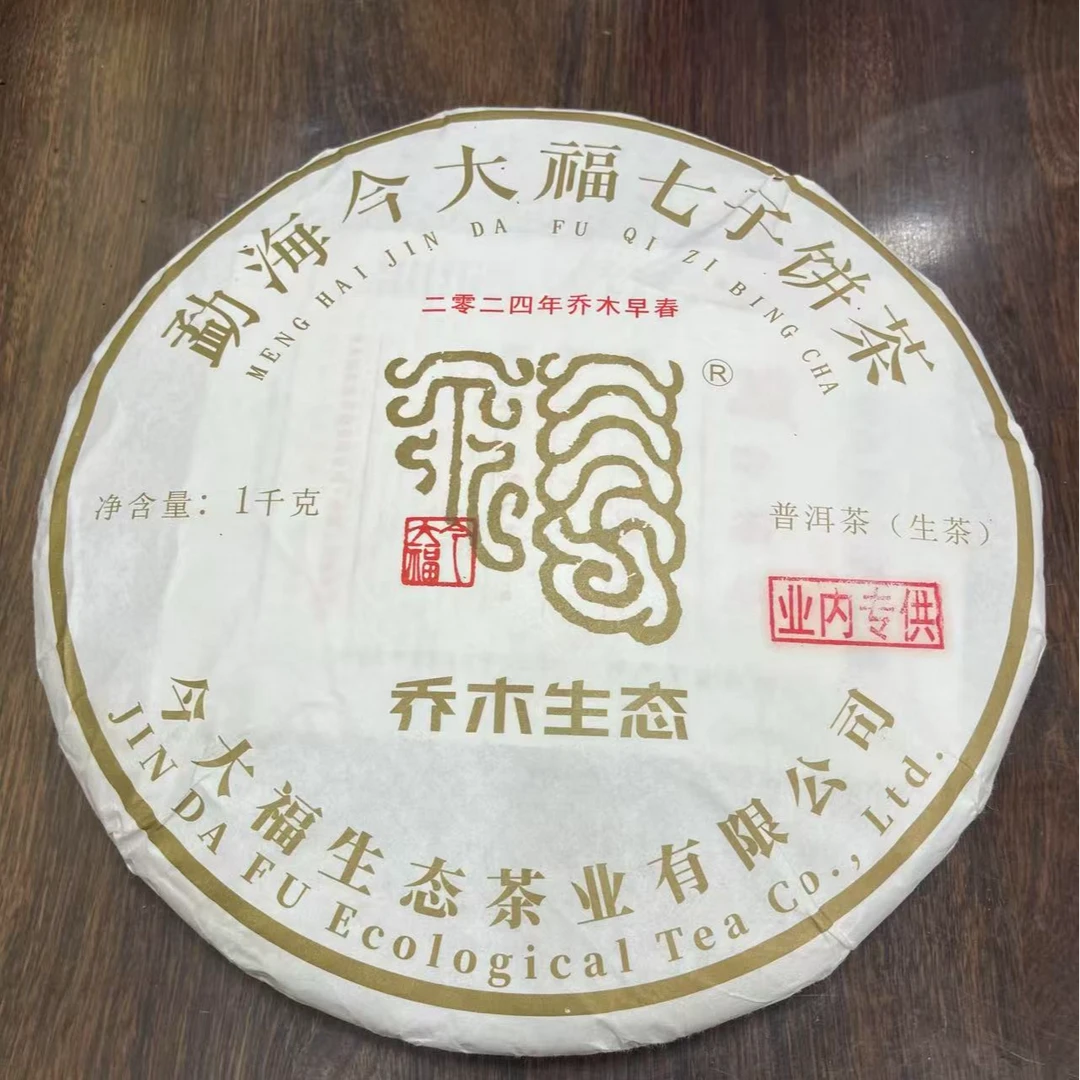 勐海今大福七子饼茶
MENG HAI JIN DA FU QI ZI BING CHA
二零二四年乔木早春
®
净含量：1千克
普洱茶（生茶）
今大福
业内专供
乔木生态
今大福生态茶业有限公司
JIN DA FU Ecological Tea Co., Ltd.